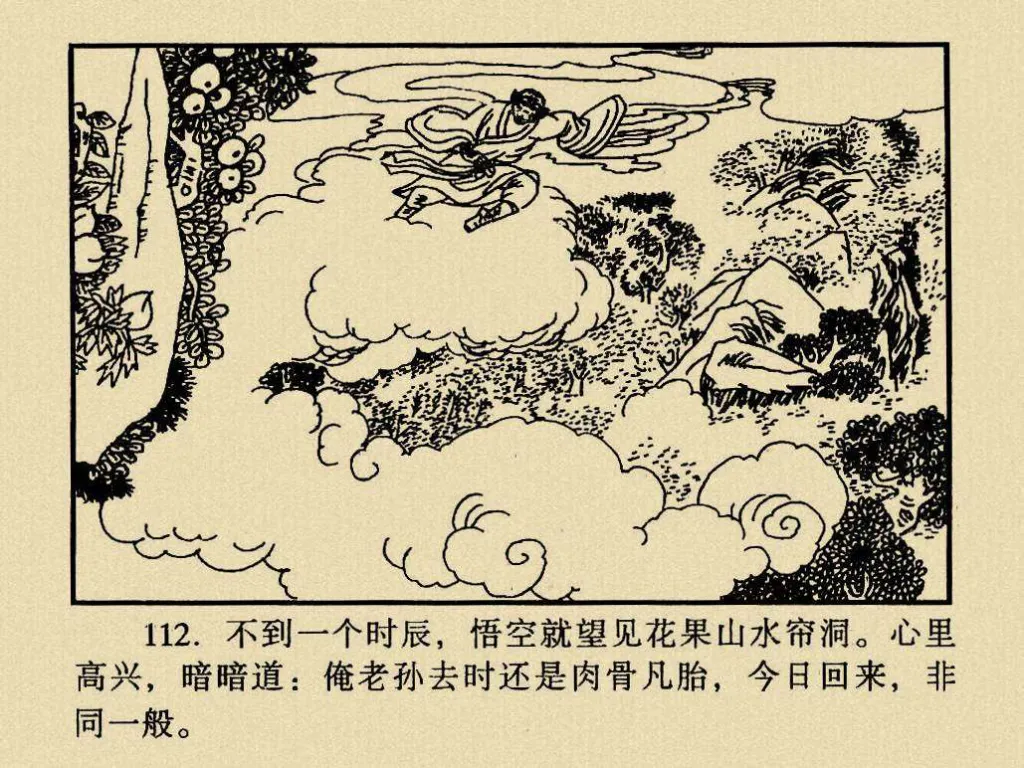 112. 不到一个时辰，悟空就望见花果山水帘洞。心里
高兴，暗暗道：俺老孙去时还是肉骨凡胎，今日回来，非
同一般。